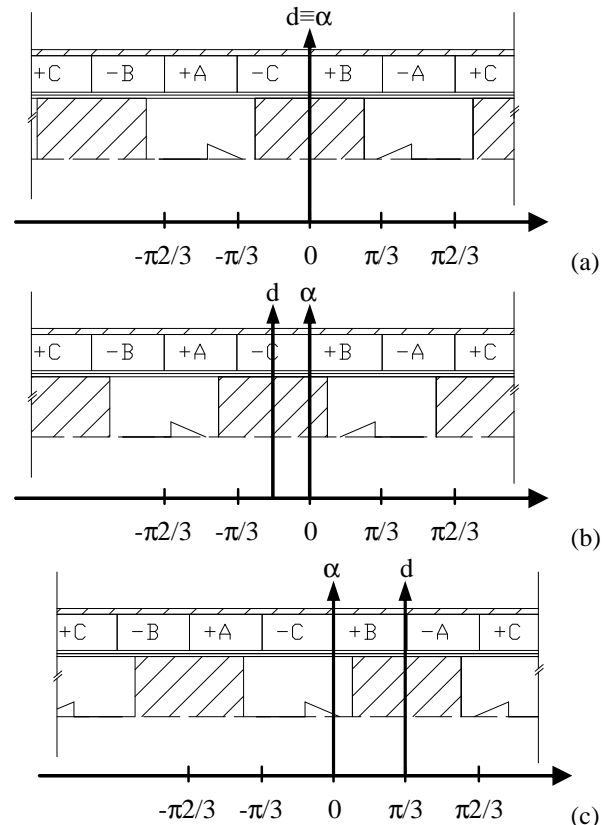 d≡α
+C −B +A −C +B −A +C
-π2/3 -π/3 0 π/3 π2/3
(a)
d α
+C −B +A −C +B −A +C
-π2/3 -π/3 0 π/3 π2/3
(b)
α d
+C −B +A −C +B −A +C
-π2/3 -π/3 0 π/3 π2/3
(c)